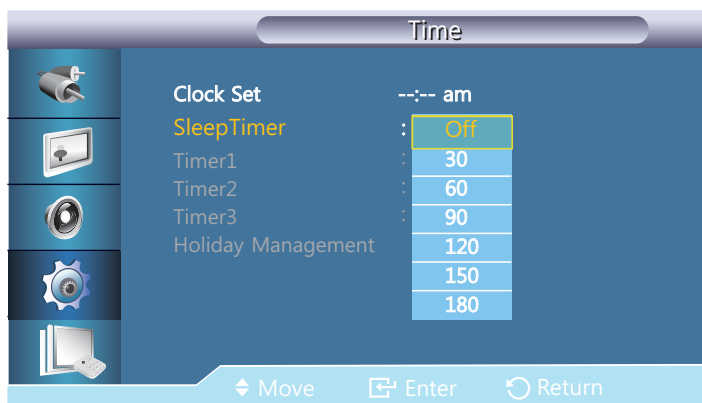 Time
Clock Set --:-- am
SleepTimer : Off
Timer1 : 30
Timer2 : 60
Timer3 : 90
Holiday Management 120
150
180
Move Enter Return